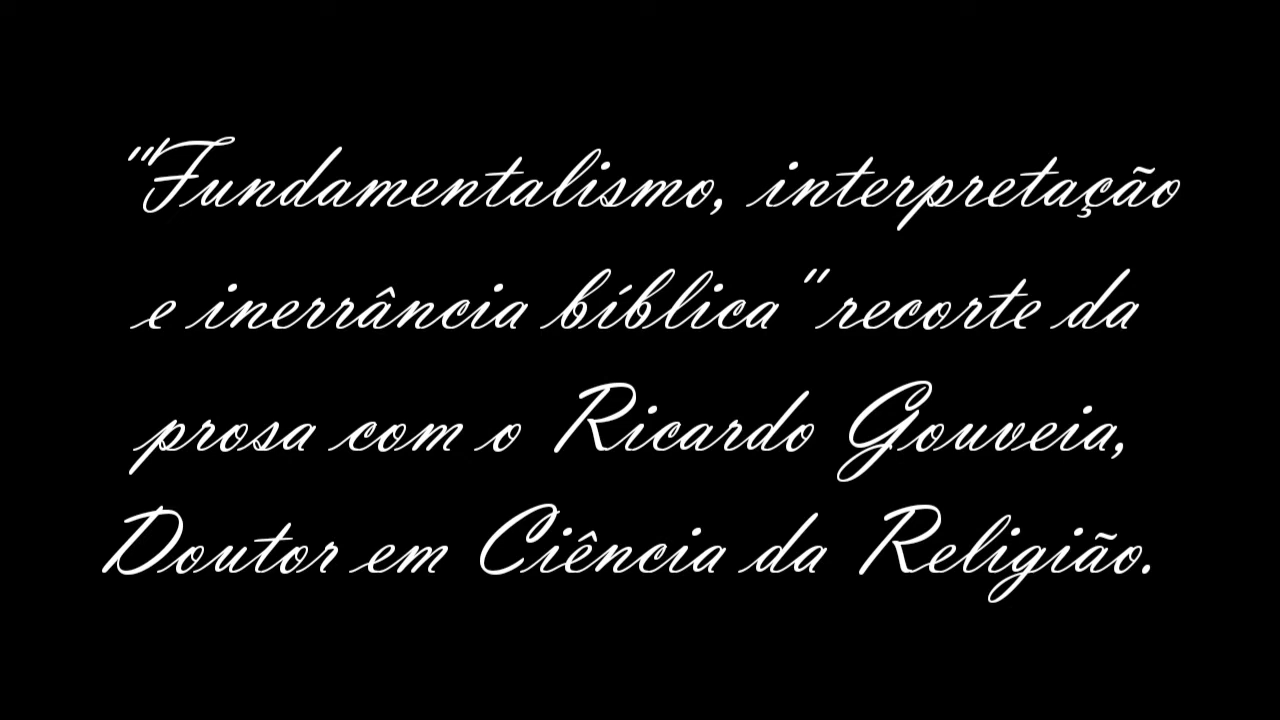 "Fundamentalismo, interpretação
e inerrância bíblica" recorte da
prosa com o Ricardo Gouveia,
Doutor em Ciência da Religião.